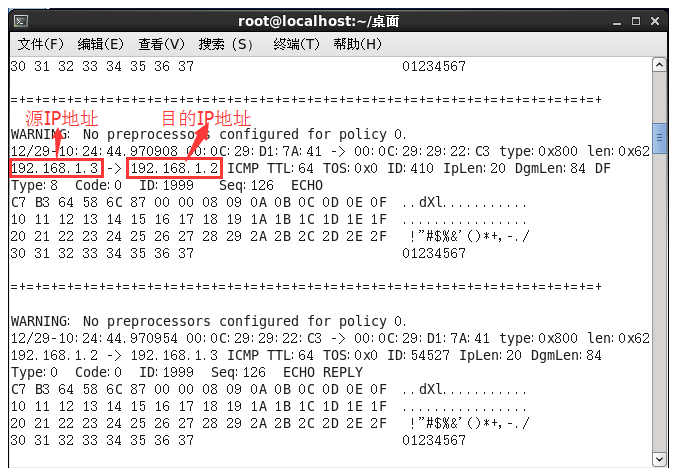 root@localhost:~/桌面
文件(F) 编辑(E) 查看(V) 搜索 (S) 终端(T) 帮助(H)
30 31 32 33 34 35 36 37 01234567
=+=+=+=+=+=+=+=+=+=+=+=+=+=+=+=+=+=+=+=+=+=+=+=+=+=+=+=+=+=+=+=+=+=+=+=+=+
源IP地址 目的IP地址
WARNING: No preprocessors configured for policy 0.
12/29-10:24:44.970908 00:0C:29:D1:7A:41 -> 00:0C:29:29:22:C3 type:0x800 len:0x62
192.168.1.3 -> 192.168.1.2 ICMP TTL:64 TOS:0x0 ID:410 IpLen:20 DgmLen:84 DF
Type:8 Code:0 ID:1999 Seq:126 ECHO
C7 B3 64 58 6C 87 00 00 08 09 0A 0B 0C 0D 0E 0F ..dXl...........
10 11 12 13 14 15 16 17 18 19 1A 1B 1C 1D 1E 1F ................
20 21 22 23 24 25 26 27 28 29 2A 2B 2C 2D 2E 2F !"#$%&'()*+,-./
30 31 32 33 34 35 36 37 01234567
=+=+=+=+=+=+=+=+=+=+=+=+=+=+=+=+=+=+=+=+=+=+=+=+=+=+=+=+=+=+=+=+=+=+=+=+=+
WARNING: No preprocessors configured for policy 0.
12/29-10:24:44.970954 00:0C:29:29:22:C3 -> 00:0C:29:D1:7A:41 type:0x800 len:0x62
192.168.1.2 -> 192.168.1.3 ICMP TTL:64 TOS:0x0 ID:54527 IpLen:20 DgmLen:84
Type:0 Code:0 ID:1999 Seq:126 ECHO REPLY
C7 B3 64 58 6C 87 00 00 08 09 0A 0B 0C 0D 0E 0F ..dXl...........
10 11 12 13 14 15 16 17 18 19 1A 1B 1C 1D 1E 1F ................
20 21 22 23 24 25 26 27 28 29 2A 2B 2C 2D 2E 2F !"#$%&'()*+,-./
30 31 32 33 34 35 36 37 01234567